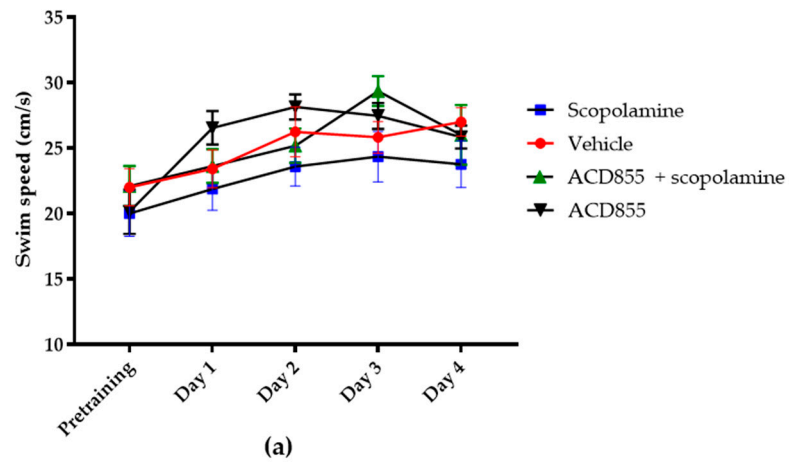 35
30
25
20
15
10
Swim speed (cm/s)
Pretraining
Day 1
Day 2
Day 3
Day 4
Scopolamine
Vehicle
ACD855 + scopolamine
ACD855
(a)